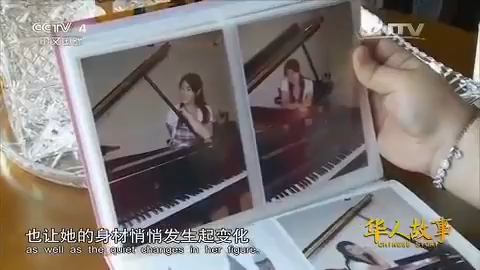 CCTV 4
中文国际
CNTV
也让她的身材悄悄发生起变化
as well as the quiet changes in her figure.
华人故事
CHINESE STORY